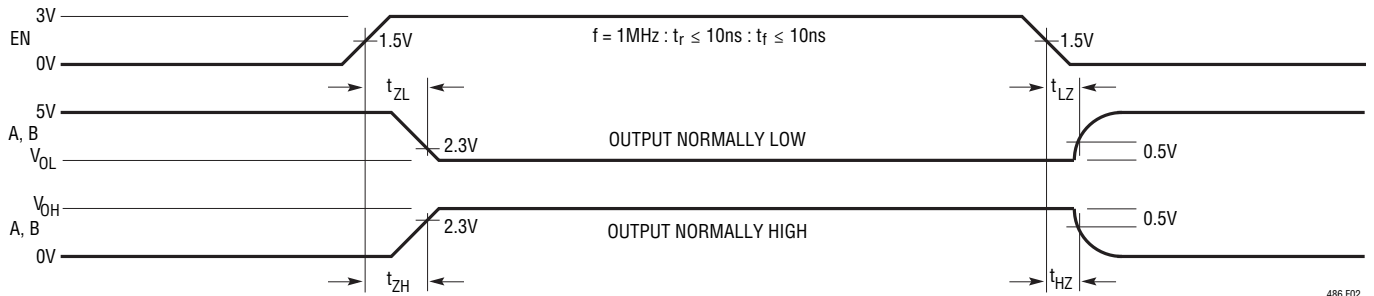 3V
EN
1.5V
f = 1MHz : tr ≤ 10ns : tf ≤ 10ns
1.5V
0V
tZL
tLZ
5V
A, B
2.3V
OUTPUT NORMALLY LOW
0.5V
VOL
VOH
A, B
2.3V
OUTPUT NORMALLY HIGH
0.5V
0V
tZH
tHZ
486 F02